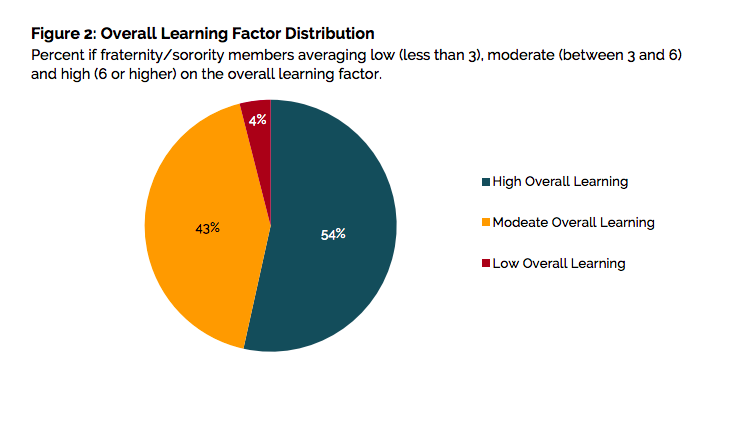 Figure 2: Overall Learning Factor Distribution
Percent if fraternity/sorority members averaging low (less than 3), moderate (between 3 and 6)
and high (6 or higher) on the overall learning factor.
4%
43%
54%
High Overall Learning
Modeate Overall Learning
Low Overall Learning